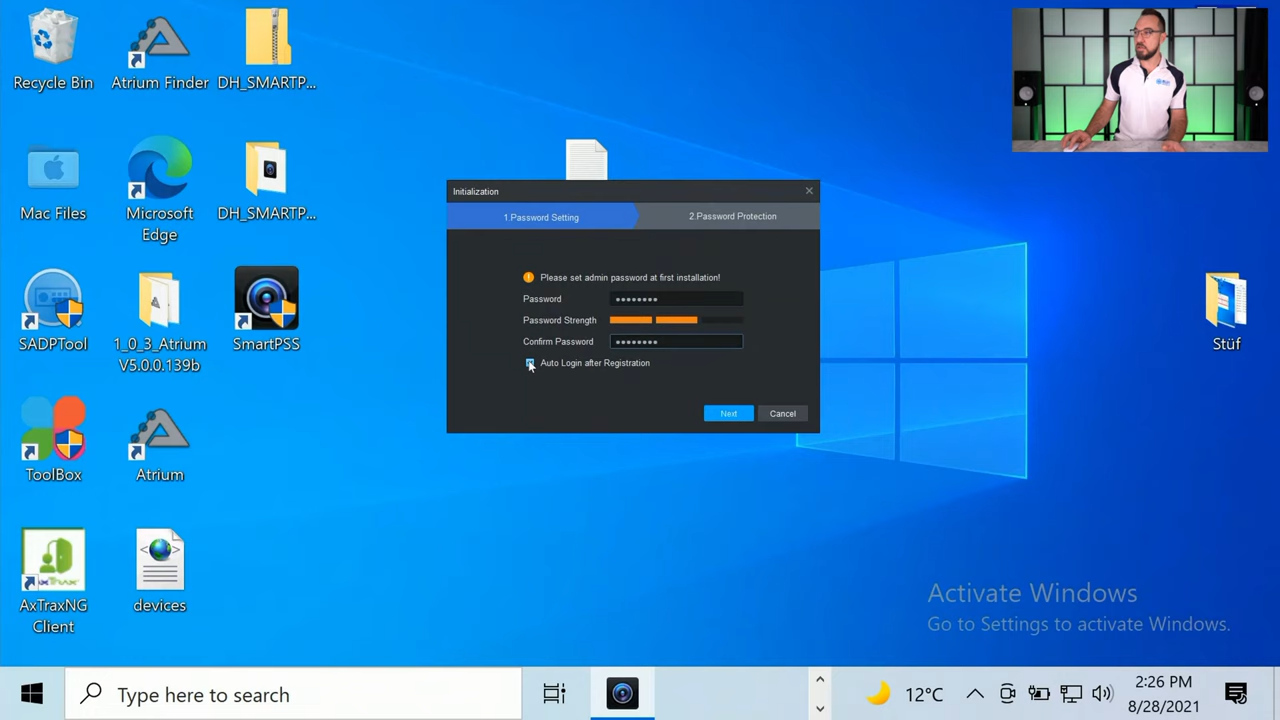 Recycle Bin
Atrium Finder
DH_SMARTP...
Mac Files
Microsoft
Edge
DH_SMARTP...
SADPTool
1_0_3_Atrium
V5.0.0.139b
SmartPSS
ToolBox
Atrium
AXTRAXNG
AxTraxNG
Client
devices
Stüf
Initialization
1.Password Setting
2.Password Protection
Please set admin password at first installation!
Password
Password Strength
Confirm Password
Auto Login after Registration
Next
Cancel
Activate Windows
Go to Settings to activate Windows.
Type here to search
12°C
2:26 PM
8/28/2021